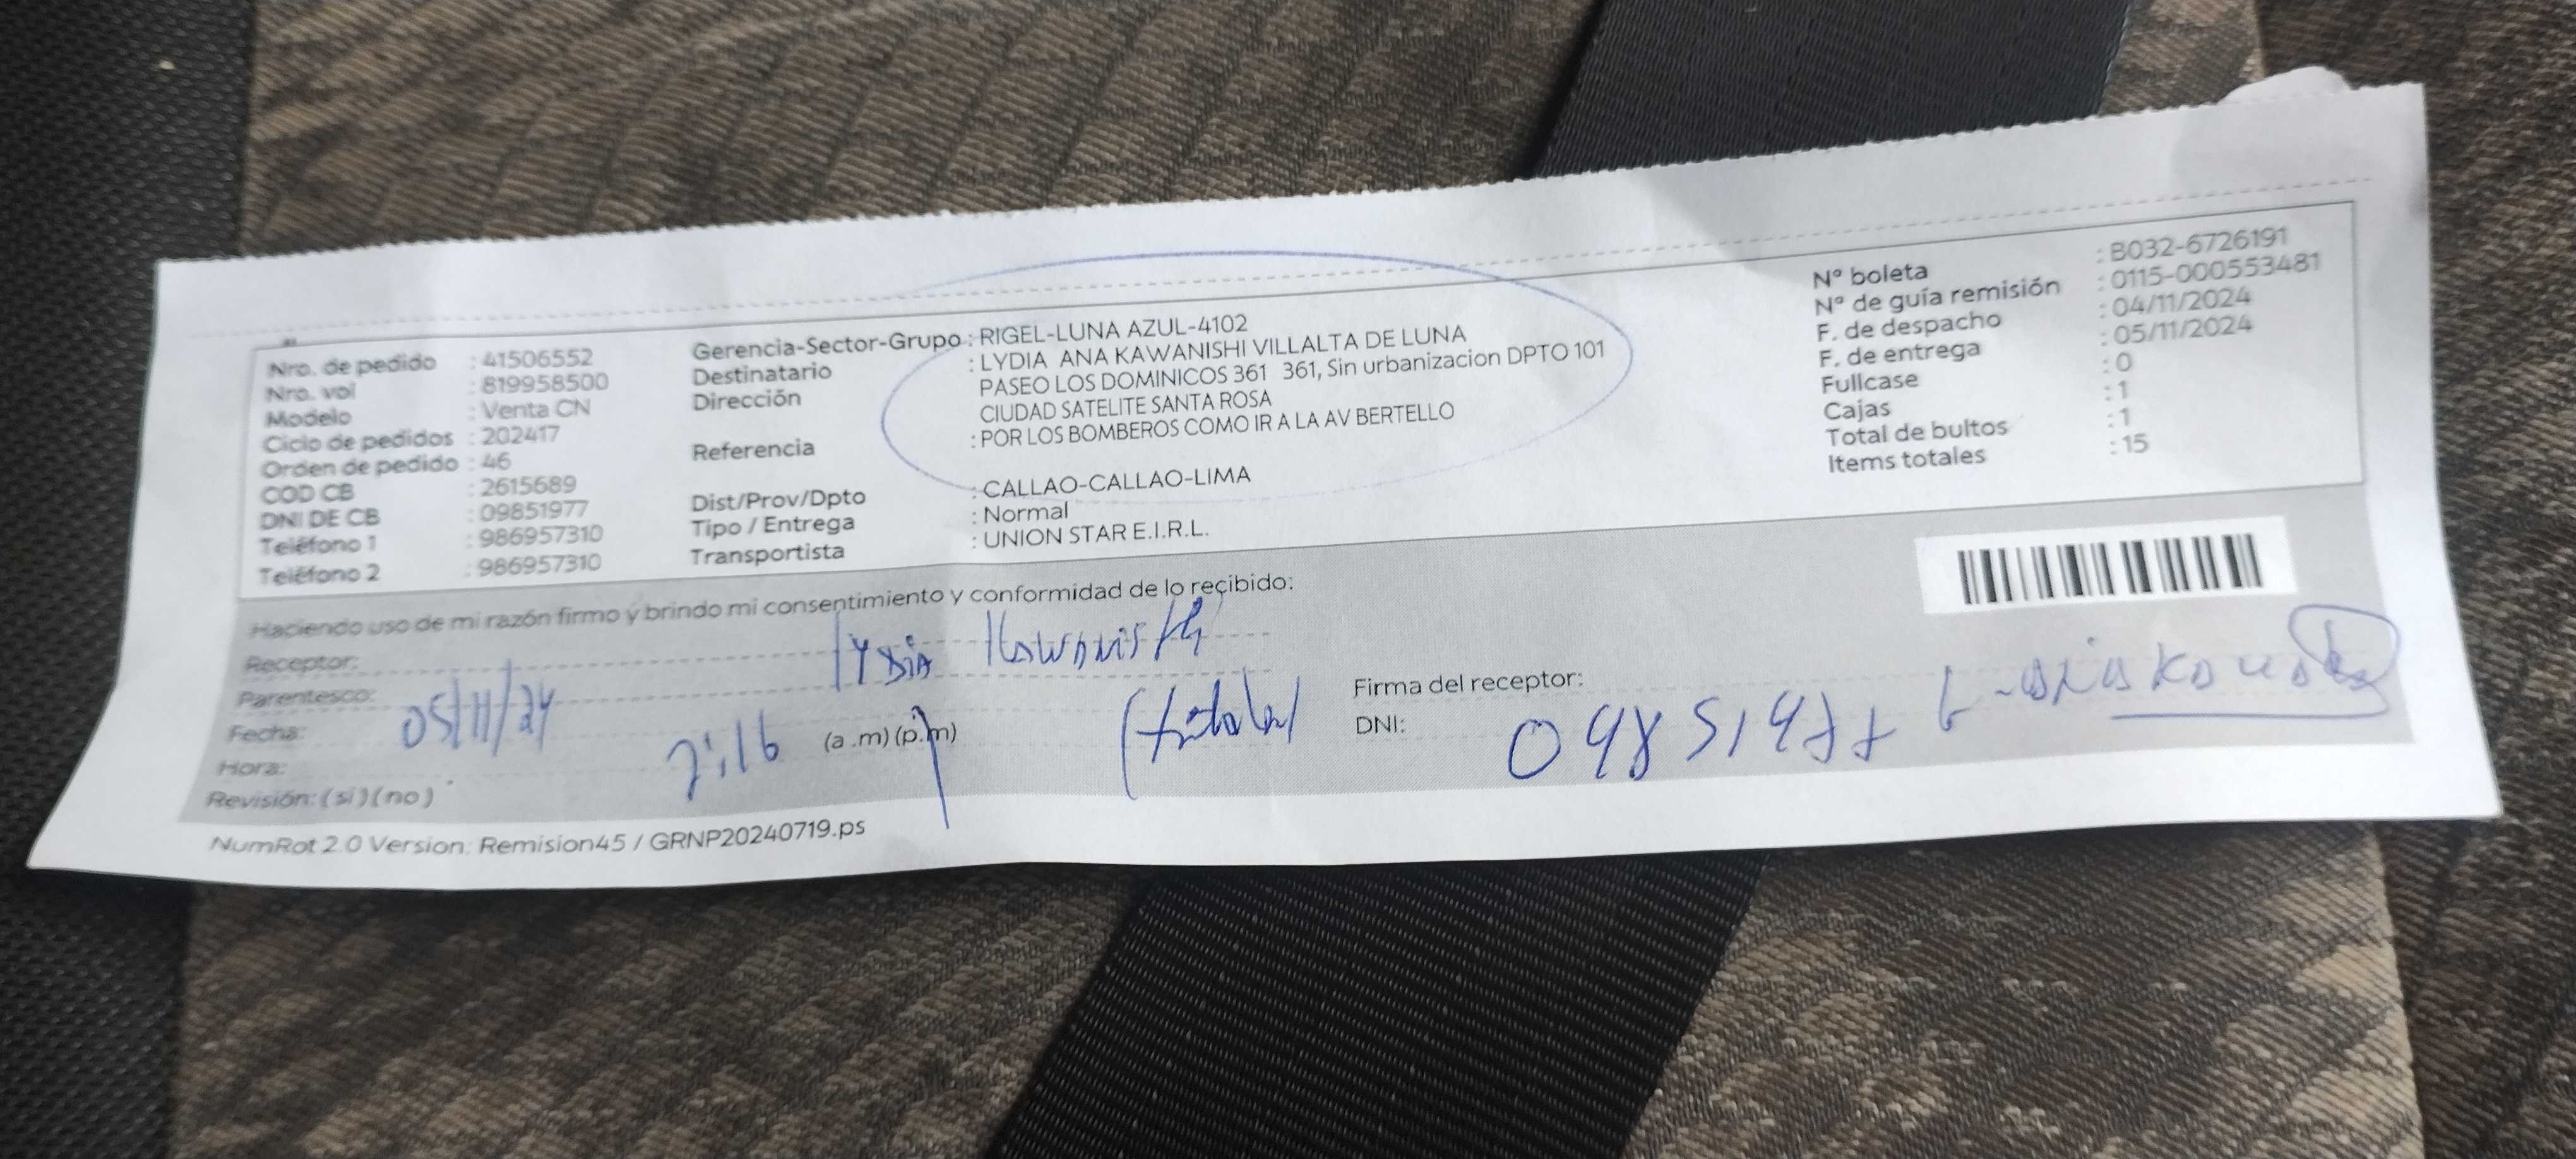 Nro. de pedido : 41506552
Nro. vol : 819958500
Modelo : Venta CN
Ciclo de pedidos : 202417
Orden de pedido : 46
COD CB : 2615689
DNI DE CB : 09851977
Teléfono 1 : 986957310
Teléfono 2 : 986957310
Gerencia-Sector-Grupo : RIGEL-LUNA AZUL-4102
Destinatario : LYDIA ANA KAWANISHI VILLALTA DE LUNA
Dirección PASEO LOS DOMINICOS 361 361, Sin urbanizacion DPTO 101
CIUDAD SATELITE SANTA ROSA
Referencia : POR LOS BOMBEROS COMO IR A LA AV BERTELLO
Dist/Prov/Dpto : CALLAO-CALLAO-LIMA
Tipo / Entrega : Normal
Transportista : UNION STAR E.I.R.L.
Nº boleta : B032-6726191
Nº de guía remisión : 0115-000553481
F. de despacho : 04/11/2024
F. de entrega : 05/11/2024
Fullcase : 0
Cajas : 1
Total de bultos : 1
Items totales : 15
Haciendo uso de mi razón firmo y brindo mi consentimiento y conformidad de lo recibido:
Receptor: Lydia Kawanishi
Parentesco: (titular)
Fecha: 05/11/24
Hora: 2:16 (a .m) (p.m)
Revisión: ( si ) ( no )
Firma del receptor:
DNI: 09851977
NumRot 2.0 Version: Remision45 / GRNP20240719.ps